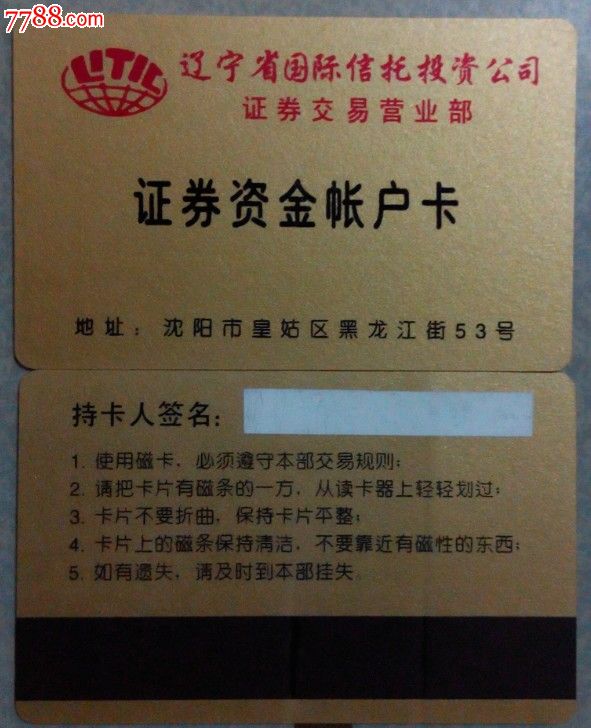 7788.com
LITIC
辽宁省国际信托投资公司
证券交易营业部
证券资金帐户卡
地址：沈阳市皇姑区黑龙江街53号
持卡人签名：
1. 使用磁卡，必须遵守本部交易规则；
2. 请把卡片有磁条的一方，从读卡器上轻轻划过；
3. 卡片不要折曲，保持卡片平整；
4. 卡片上的磁条保持清洁，不要靠近有磁性的东西；
5. 如有遗失，请及时到本部挂失。